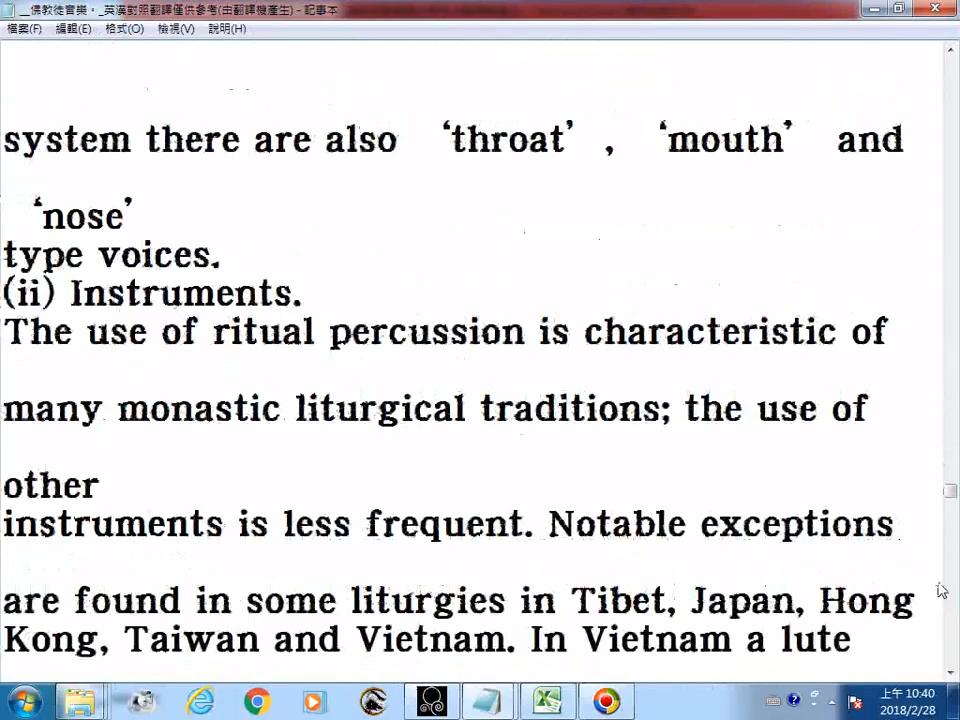 __佛教徒音樂。_英漢對照翻譯僅供參考(由翻譯機產生) - 記事本
檔案(F) 編輯(E) 格式(O) 檢視(V) 說明(H)
system there are also ‘throat’ , ‘mouth’ and
‘nose’
type voices.
(ii) Instruments.
The use of ritual percussion is characteristic of
many monastic liturgical traditions; the use of
other
instruments is less frequent. Notable exceptions
are found in some liturgies in Tibet, Japan, Hong
Kong, Taiwan and Vietnam. In Vietnam a lute
上午 10:40
2018/2/28